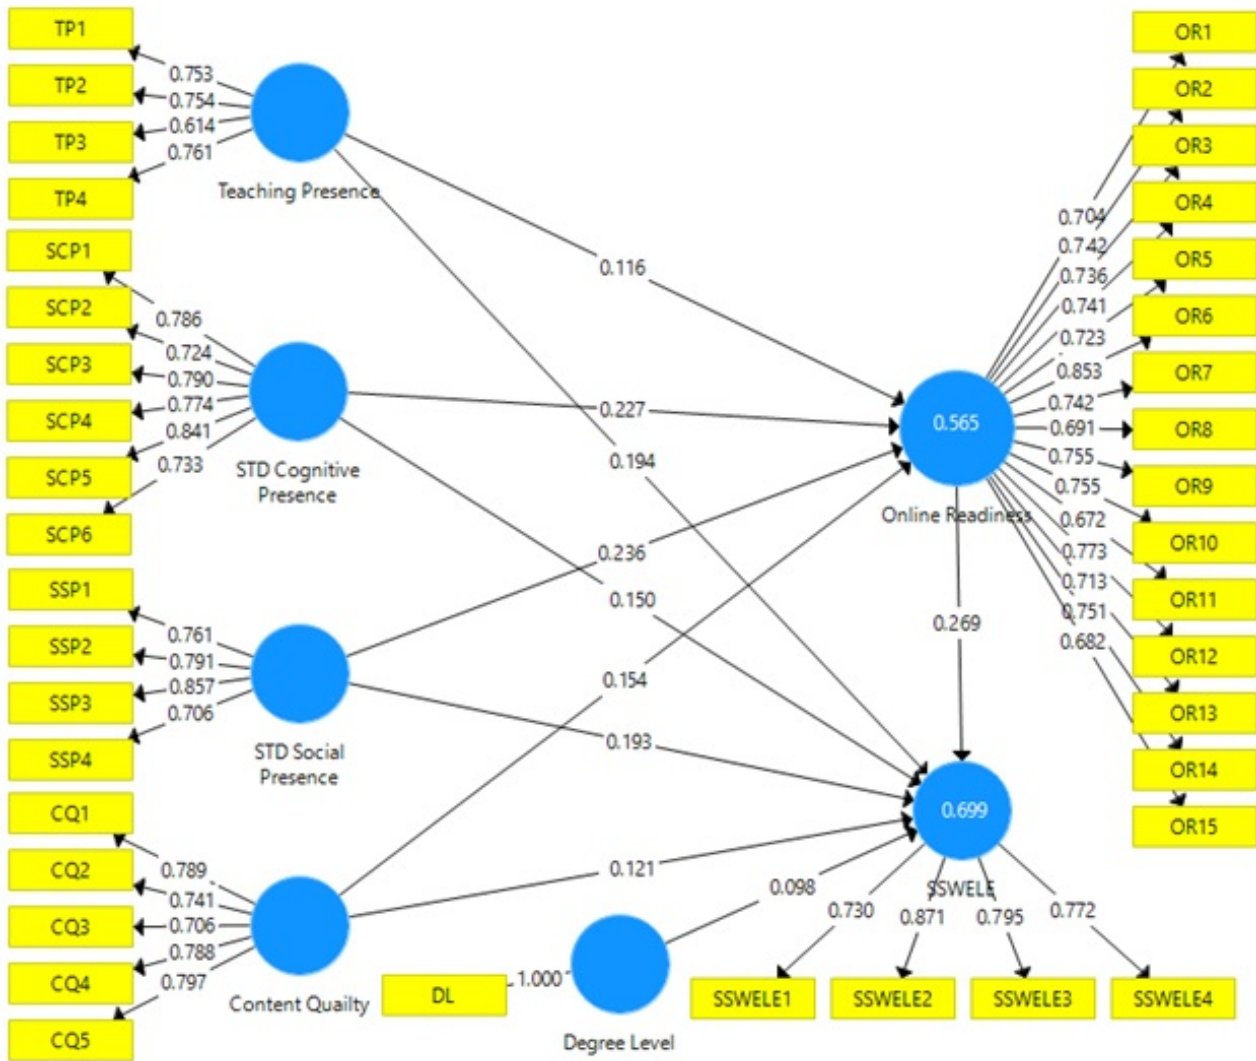 TP1
TP2
TP3
TP4
0.753
0.754
0.614
0.761
Teaching Presence
SCP1
SCP2
SCP3
SCP4
SCP5
SCP6
0.786
0.724
0.790
0.774
0.841
0.733
STD Cognitive
Presence
SSP1
SSP2
SSP3
SSP4
0.761
0.791
0.857
0.706
STD Social
Presence
CQ1
CQ2
CQ3
CQ4
CQ5
0.789
0.741
0.706
0.788
0.797
Content Quailty
DL
1.000
Degree Level
0.116
0.227
0.194
0.236
0.150
0.154
0.193
0.121
0.098
0.269
0.565
Online Readiness
0.704
0.742
0.736
0.741
0.723
0.853
0.742
0.691
0.755
0.755
0.672
0.773
0.713
0.751
0.682
OR1
OR2
OR3
OR4
OR5
OR6
OR7
OR8
OR9
OR10
OR11
OR12
OR13
OR14
OR15
0.699
SSWELE
0.730
0.871
0.795
0.772
SSWELE1
SSWELE2
SSWELE3
SSWELE4